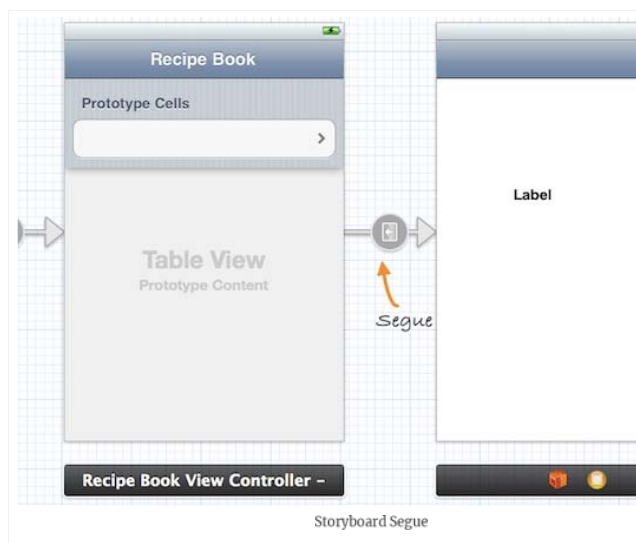 Recipe Book
Prototype Cells
Label
Table View
Prototype Content
Segue
Recipe Book View Controller –
Storyboard Segue